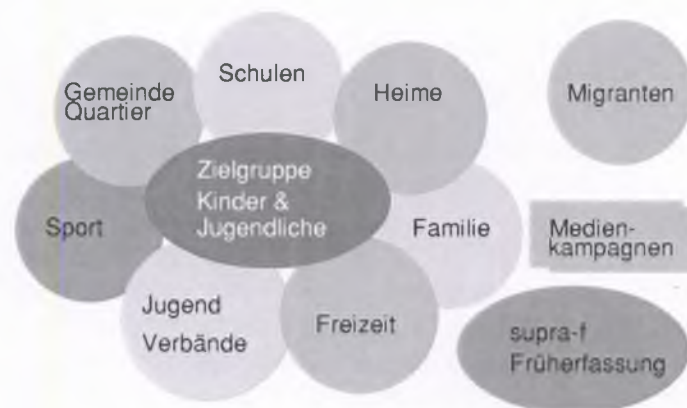 Schulen
Gemeinde
Quartier
Heime
Migranten
Zielgruppe
Kinder &
Jugendliche
Sport
Familie
Medien-
kampagnen
Jugend
Verbände
Freizeit
supra-f
Früherfassung